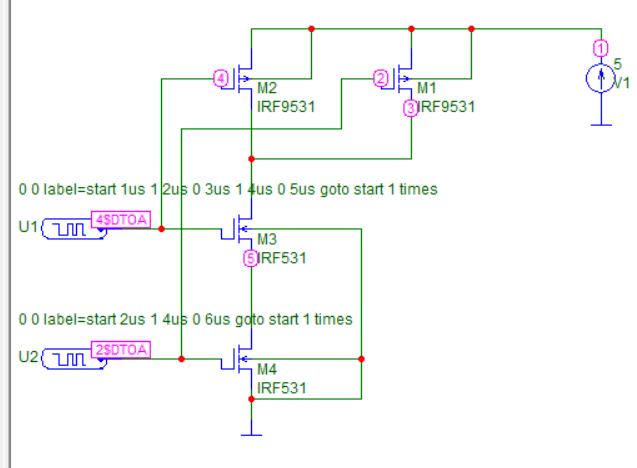 1
5
V1
4
M2
IRF9531
2
M1
3
IRF9531
0 0 label=start 1us 1 2us 0 3us 1 4us 0 5us goto start 1 times
U1
4$DTOA
M3
5
IRF531
0 0 label=start 2us 1 4us 0 6us goto start 1 times
U2
2$DTOA
M4
IRF531